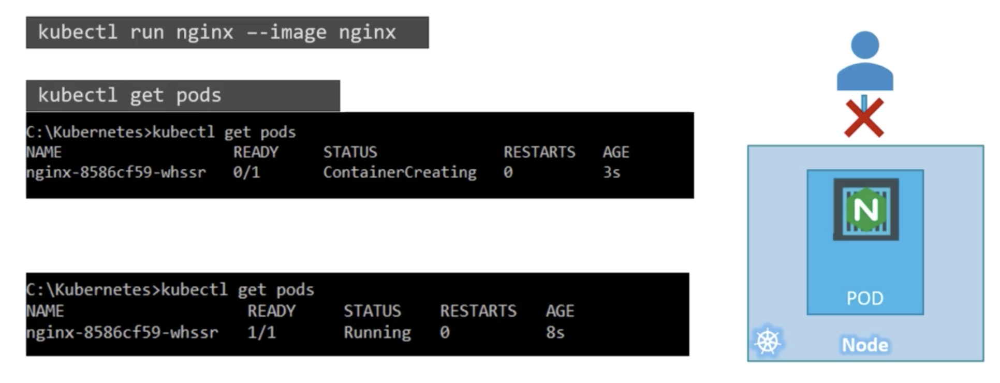 kubectl run nginx –-image nginx
kubectl get pods
C:\Kubernetes>kubectl get pods
NAME READY STATUS RESTARTS AGE
nginx-8586cf59-whssr 0/1 ContainerCreating 0 3s
C:\Kubernetes>kubectl get pods
NAME READY STATUS RESTARTS AGE
nginx-8586cf59-whssr 1/1 Running 0 8s
N
POD
Node